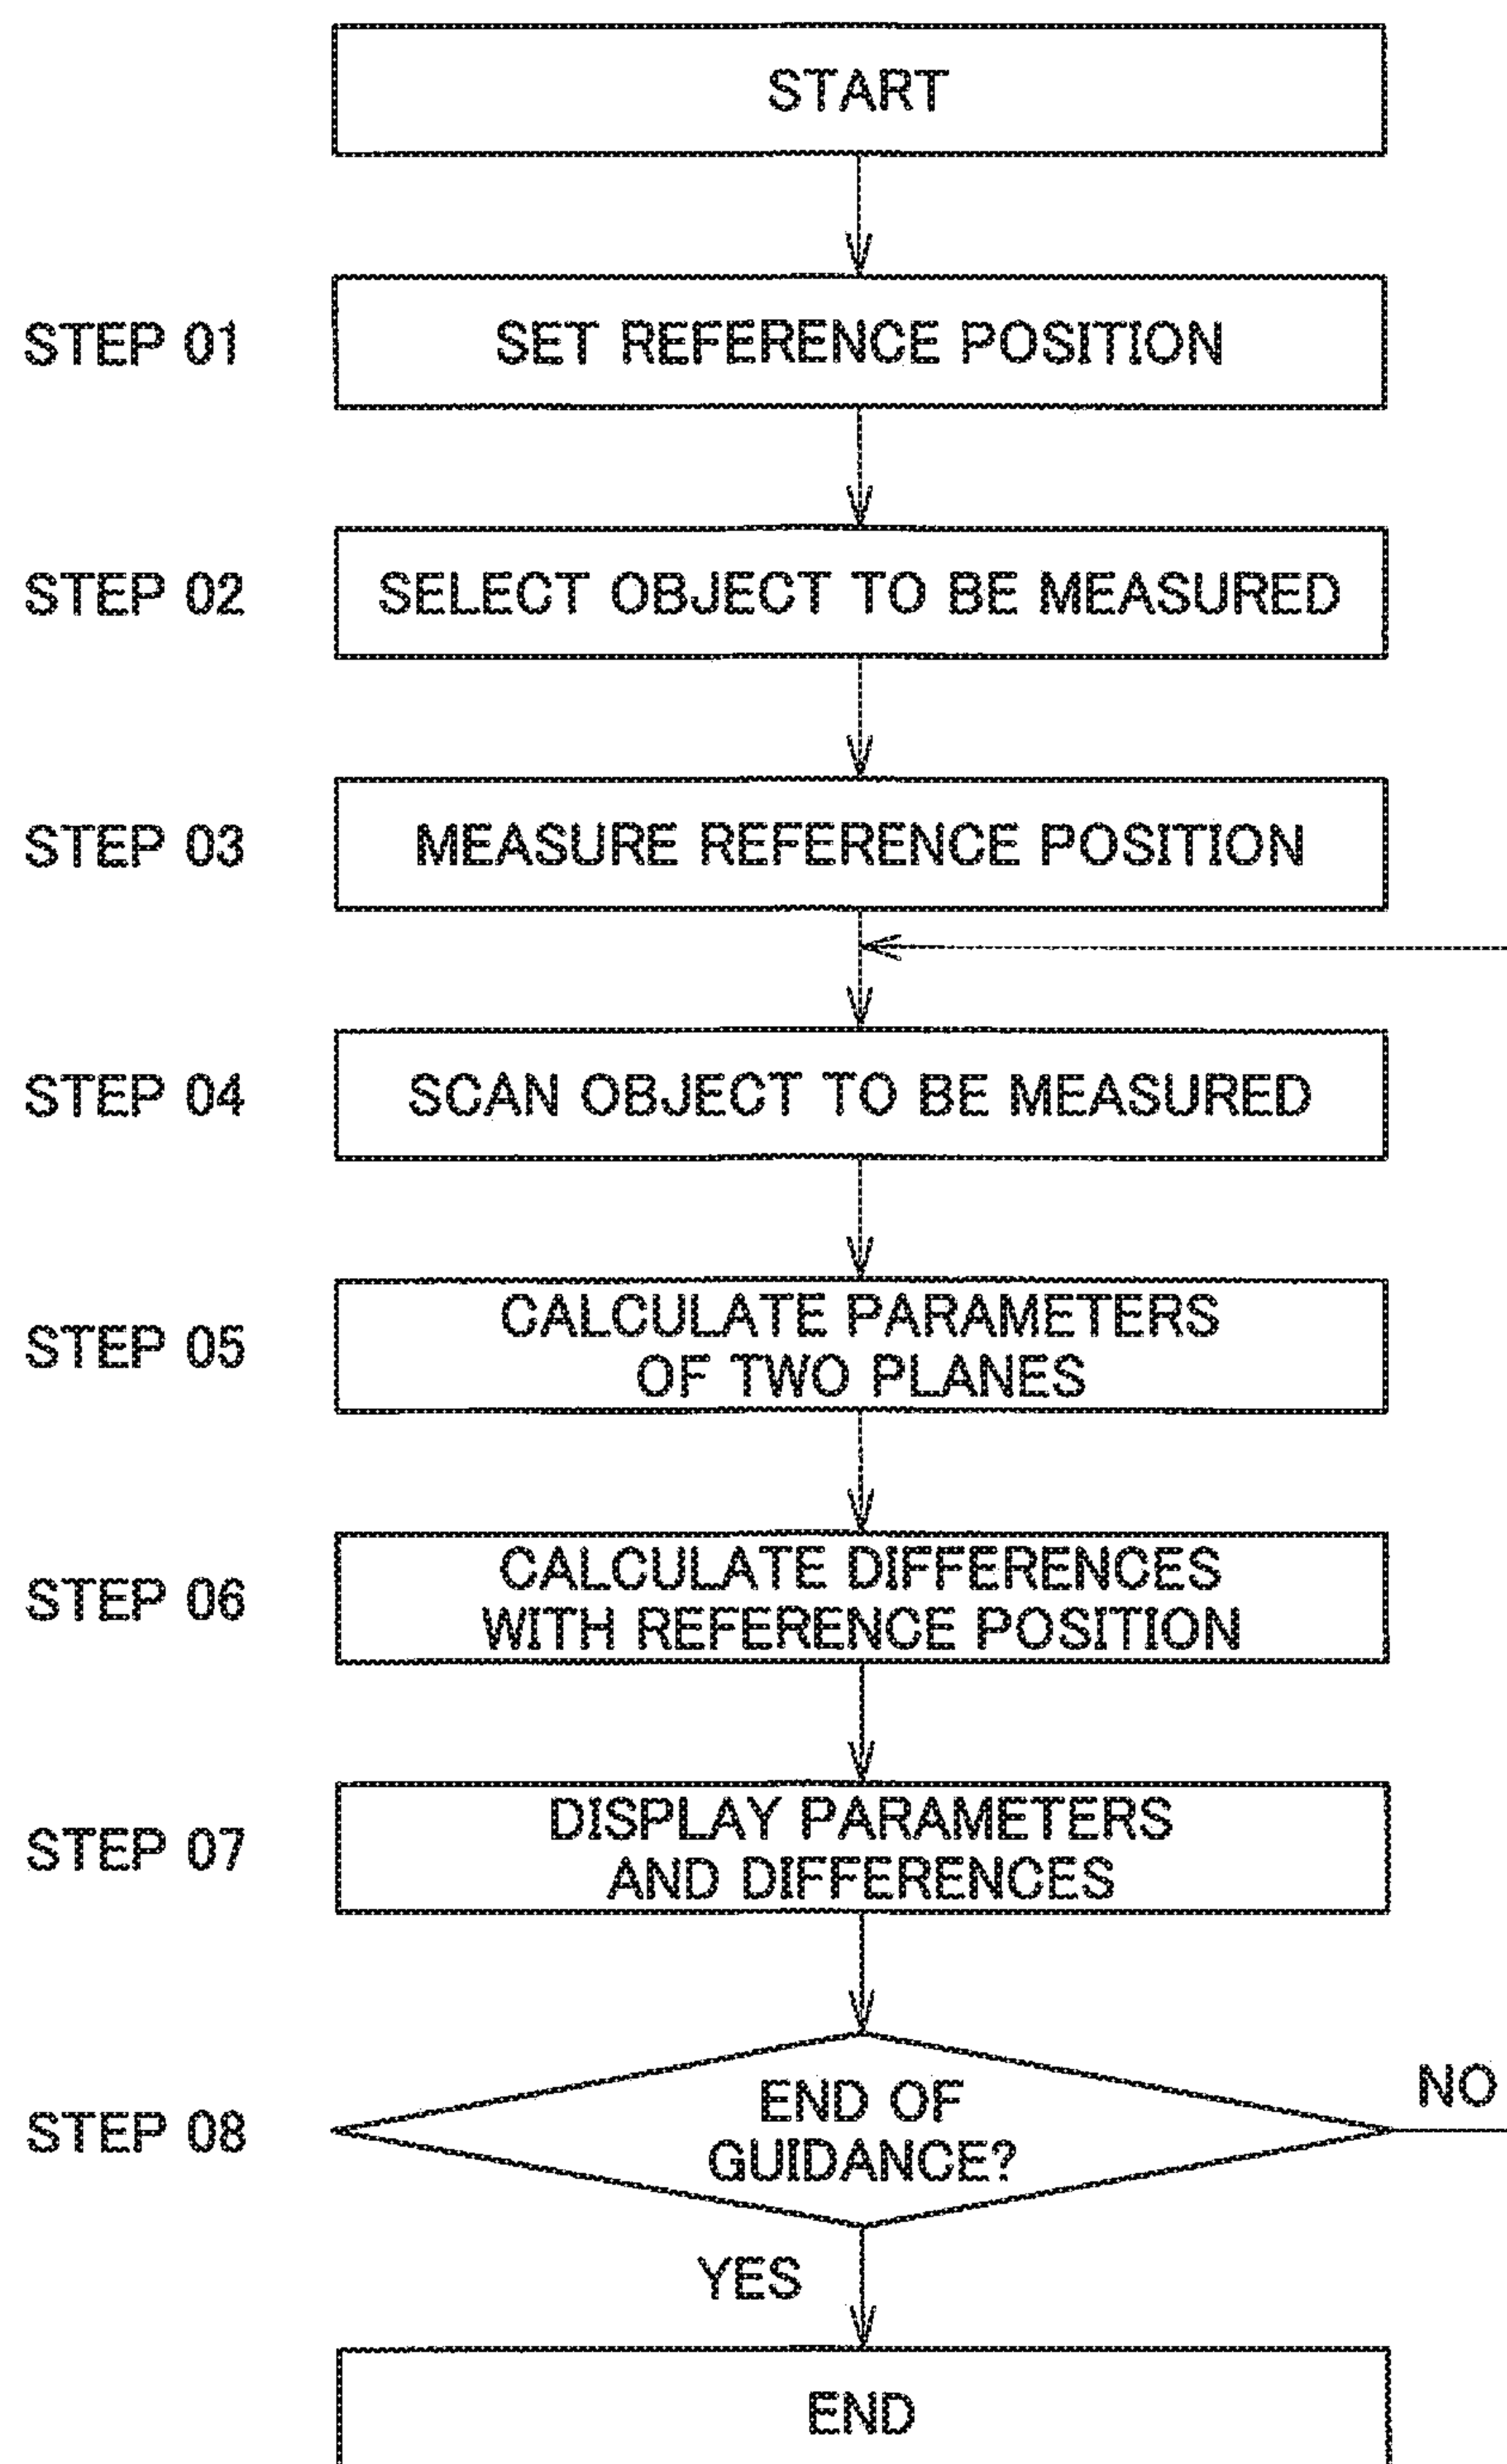 START
STEP 01
SET REFERENCE POSITION
STEP 02
SELECT OBJECT TO BE MEASURED
STEP 03
MEASURE REFERENCE POSITION
STEP 04
SCAN OBJECT TO BE MEASURED
STEP 05
CALCULATE PARAMETERS
OF TWO PLANES
STEP 06
CALCULATE DIFFERENCES
WITH REFERENCE POSITION
STEP 07
DISPLAY PARAMETERS
AND DIFFERENCES
STEP 08
END OF
GUIDANCE?
NO
YES
END